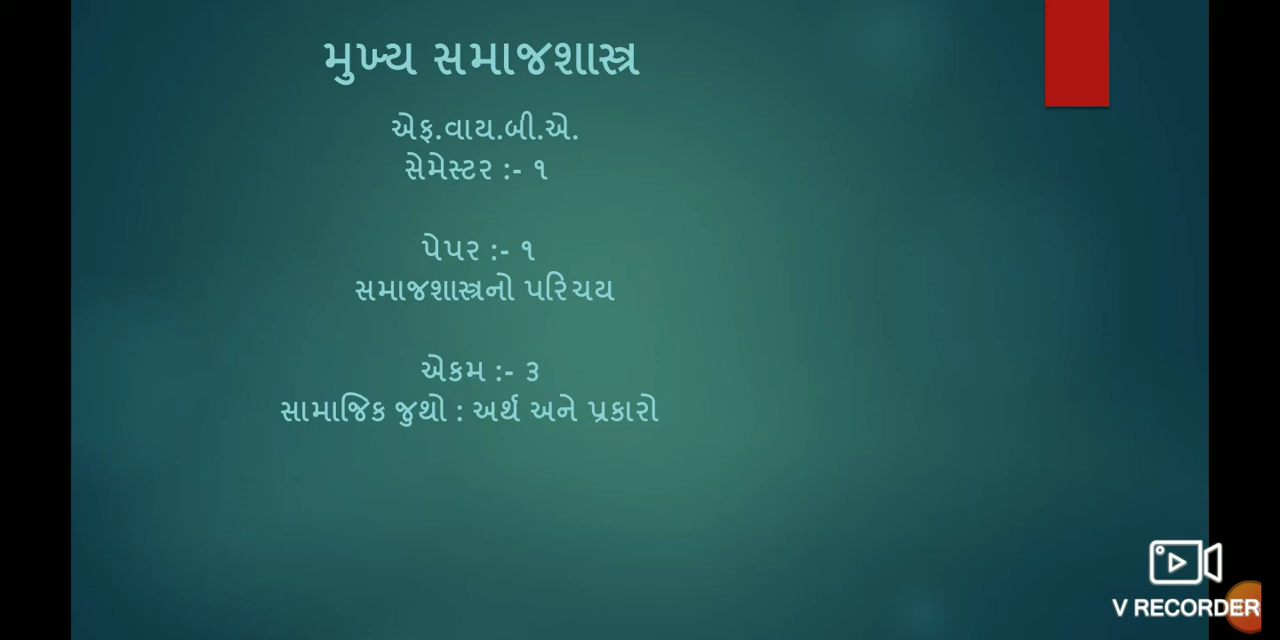 મુખ્ય સમાજશાસ્ત્ર
એફ.વાય.બી.એ.
સેમેસ્ટર :- ૧
પેપર :- ૧
સમાજશાસ્ત્રનો પરિચય
એકમ :- ૩
સામાજિક જુથો : અર્થ અને પ્રકારો
V RECORDER